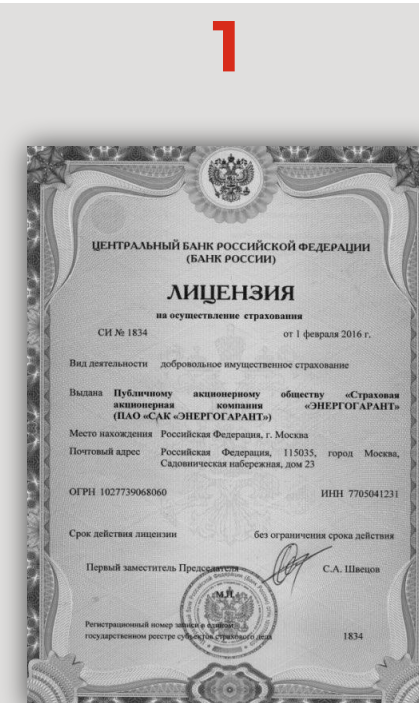 1
ЦЕНТРАЛЬНЫЙ БАНК РОССИЙСКОЙ ФЕДЕРАЦИИ
(БАНК РОССИИ)
ЛИЦЕНЗИЯ
на осуществление страхования
СИ № 1834 от 1 февраля 2016 г.
Вид деятельности добровольное имущественное страхование
Выдана Публичному акционерному обществу «Страховая
акционерная компания «ЭНЕРГОГАРАНТ»
(ПАО «САК «ЭНЕРГОГАРАНТ»)
Место нахождения Российская Федерация, г. Москва
Почтовый адрес Российская Федерация, 115035, город Москва,
Садовническая набережная, дом 23
ОГРН 1027739068060 ИНН 7705041231
Срок действия лицензии без ограничения срока действия
Первый заместитель Председателя С.А. Швецов
М.П.
Регистрационный номер записи в едином
государственном реестре субъектов страхового дела 1834